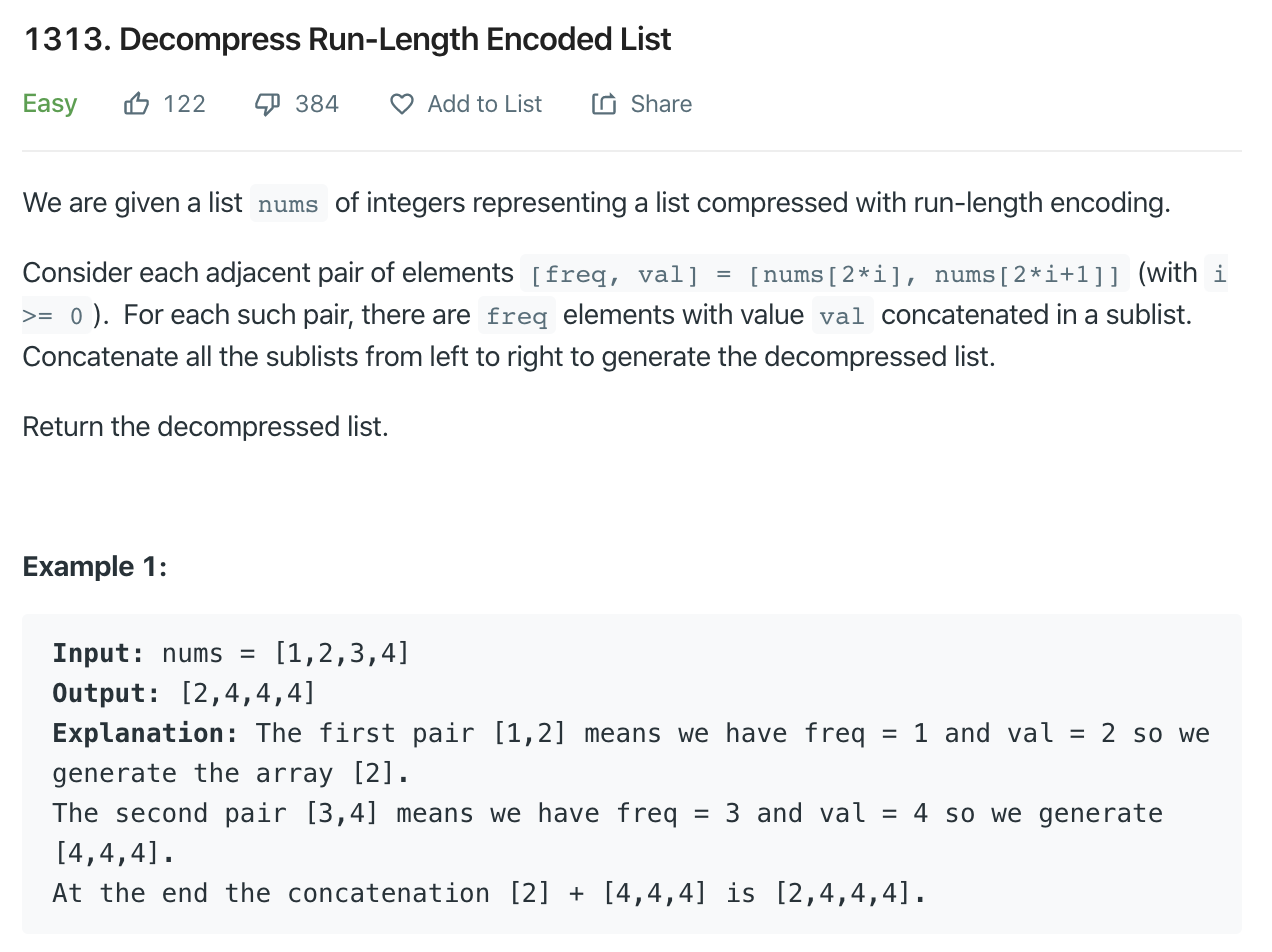 1313. Decompress Run-Length Encoded List
Easy 122 384 Add to List Share
We are given a list nums of integers representing a list compressed with run-length encoding.
Consider each adjacent pair of elements [freq, val] = [nums[2*i], nums[2*i+1]] (with i
>= 0). For each such pair, there are freq elements with value val concatenated in a sublist.
Concatenate all the sublists from left to right to generate the decompressed list.
Return the decompressed list.
Example 1:
Input: nums = [1,2,3,4]
Output: [2,4,4,4]
Explanation: The first pair [1,2] means we have freq = 1 and val = 2 so we
generate the array [2].
The second pair [3,4] means we have freq = 3 and val = 4 so we generate
[4,4,4].
At the end the concatenation [2] + [4,4,4] is [2,4,4,4].